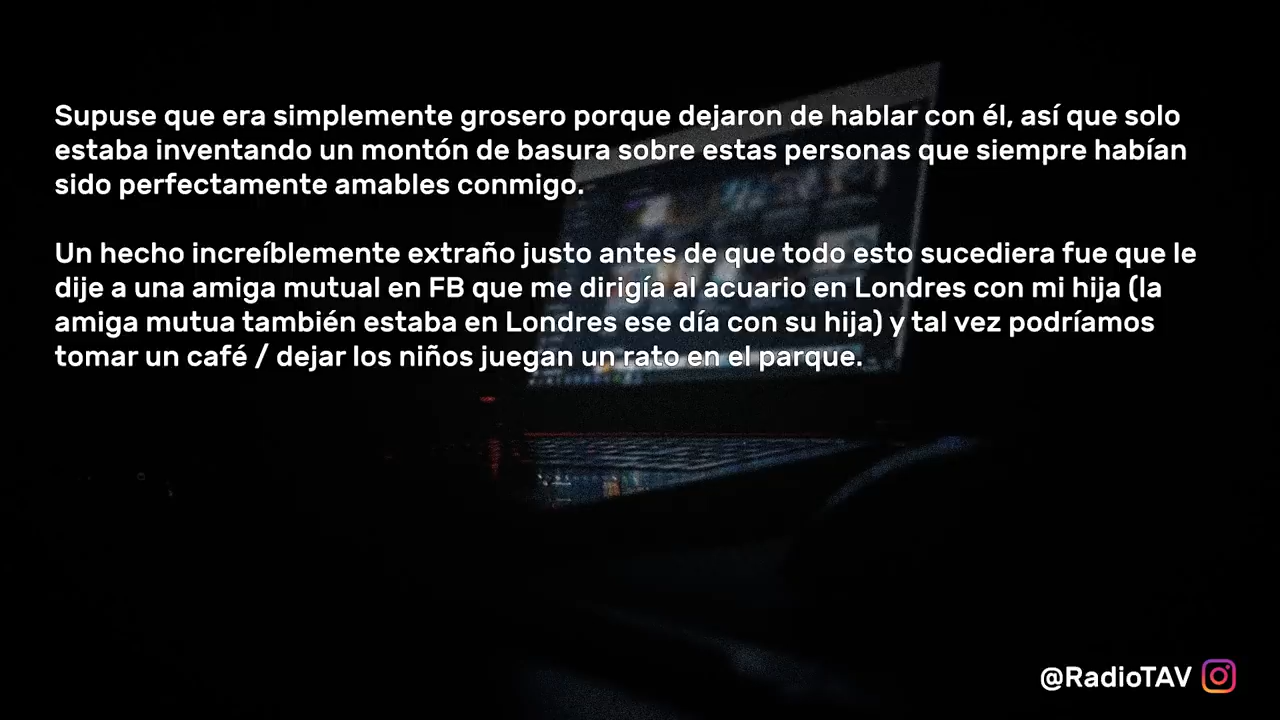 Supuse que era simplemente grosero porque dejaron de hablar con él, así que solo
estaba inventando un montón de basura sobre estas personas que siempre habían
sido perfectamente amables conmigo.
Un hecho increíblemente extraño justo antes de que todo esto sucediera fue que le
dije a una amiga mutual en FB que me dirigía al acuario en Londres con mi hija (la
amiga mutua también estaba en Londres ese día con su hija) y tal vez podríamos
tomar un café / dejar los niños juegan un rato en el parque.
@RadioTAV